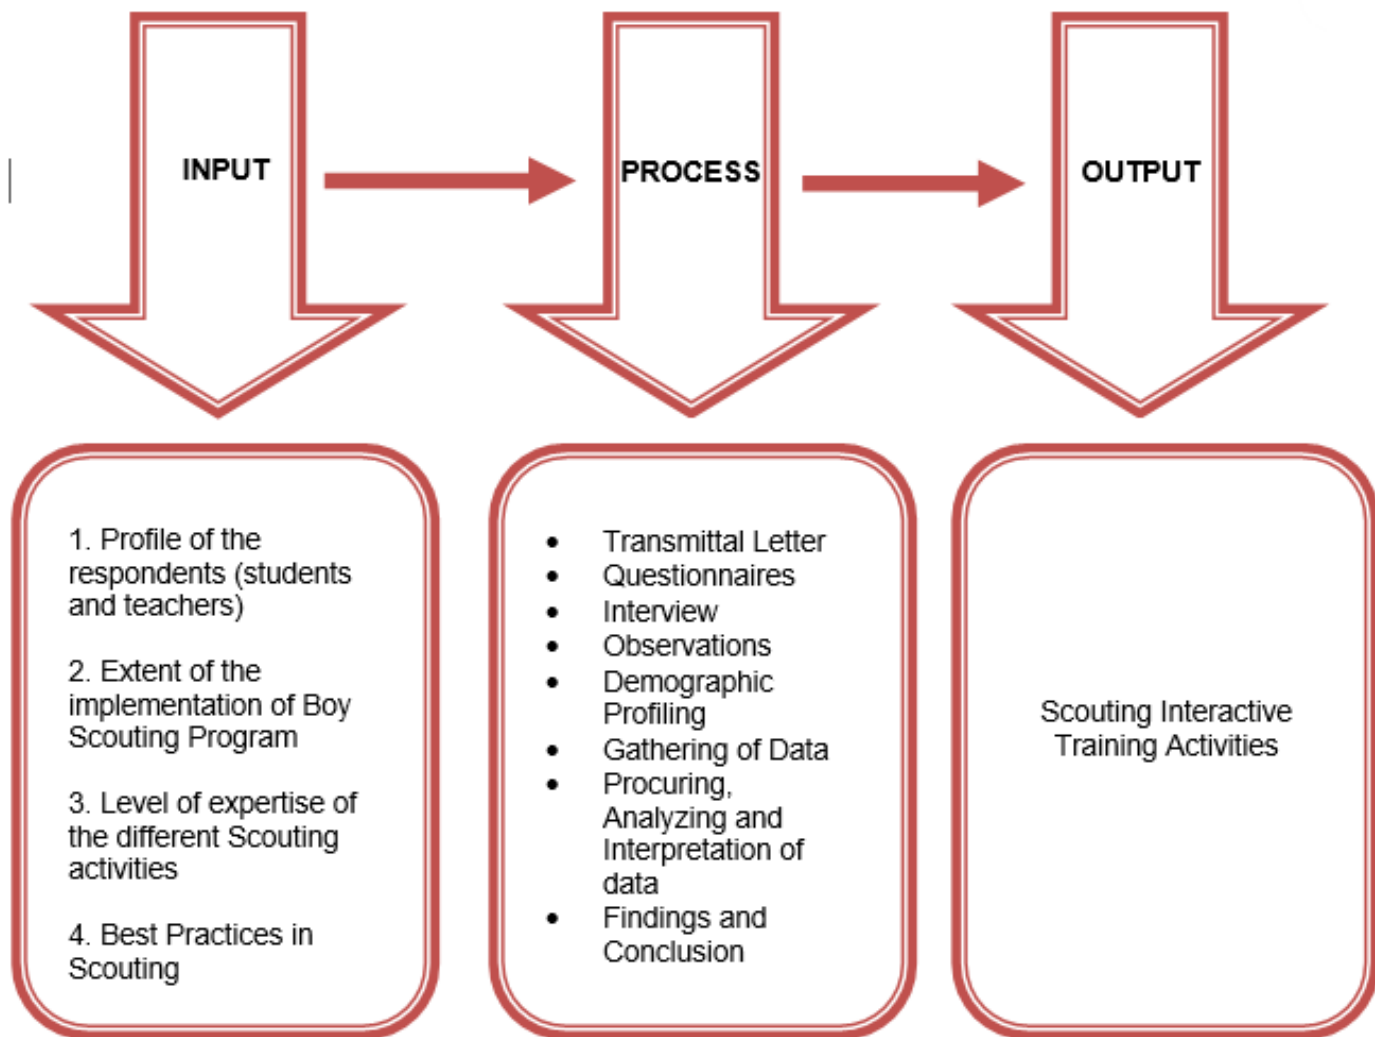 INPUT
PROCESS
OUTPUT
1. Profile of the
respondents (students
and teachers)
2. Extent of the
implementation of Boy
Scouting Program
3. Level of expertise of
the different Scouting
activities
4. Best Practices in
Scouting
• Transmittal Letter
• Questionnaires
• Interview
• Observations
• Demographic
Profiling
• Gathering of Data
• Procuring,
Analyzing and
Interpretation of
data
• Findings and
Conclusion
Scouting Interactive
Training Activities